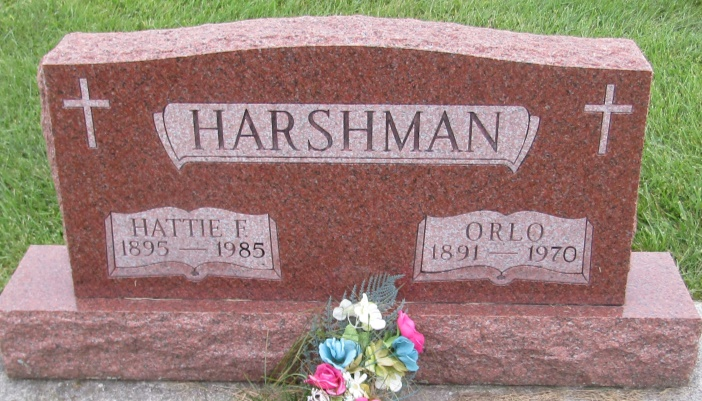 HARSHMAN
HATTIE F.
1895 — 1985
ORLO
1891 — 1970